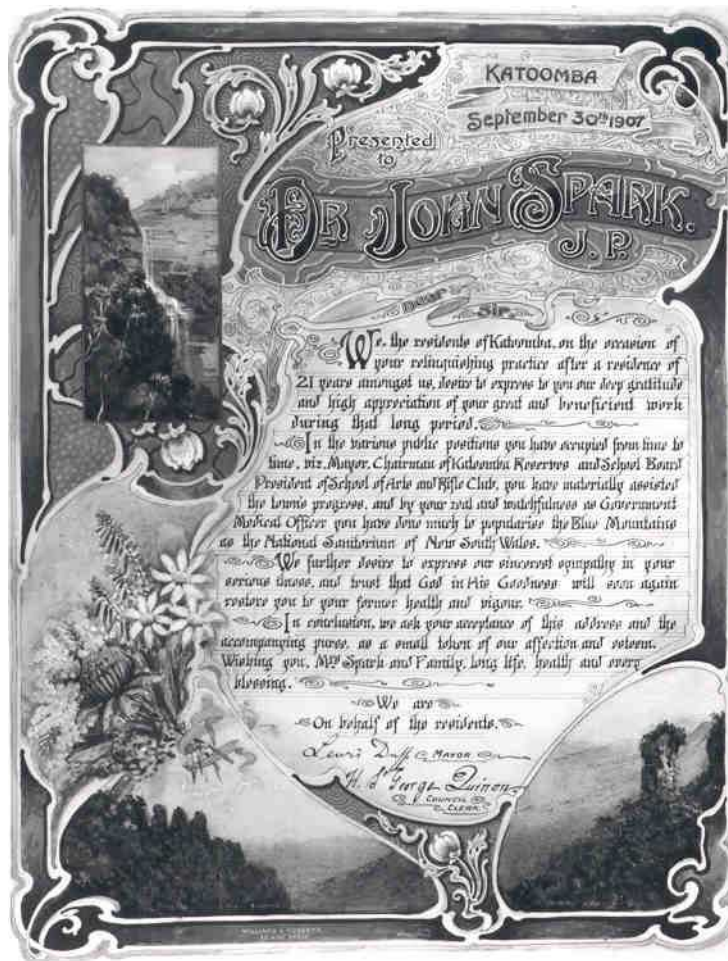 KATOOMBA
September 30th 1907
Presented
to
DR JOHN SPARK.
J. P.
Dear Sir.
We, the residents of Katoomba, on the occasion of
your relinquishing practice after a residence of
21 years amongst us, desire to express to you our deep gratitude
and high appreciation of your great and beneficient work
during that long period.
In the various public positions you have occupied from time to
time, viz. Mayor, Chairman of Katoomba Reserves and School Board
President of School of Arts and Rifle Club, you have materially assisted
the town's progress, and by your zeal and watchfulness as Government
Medical Officer you have done much to popularise the Blue Mountains
as the National Sanitorium of New South Wales.
We further desire to express our sincerest sympathy in your
serious illness, and trust that God in His Goodness will soon again
restore you to your former health and vigour.
In conclusion, we ask your acceptance of this address and the
accompanying purse, as a small token of our affection and esteem.
Wishing you, Mrs Spark and Family, long life, health and every
blessing.
We are
On behalf of the residents.
Lewis Duff MAYOR
H. St George Quinon
COUNCIL
CLERK